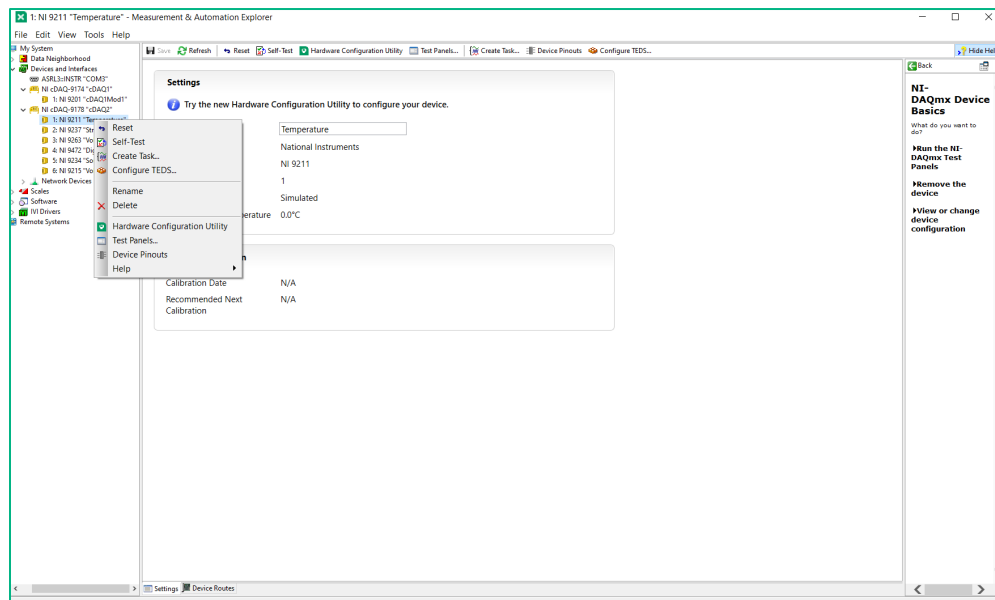 1: NI 9211 "Temperature" - Measurement & Automation Explorer
File Edit View Tools Help
My System
Data Neighborhood
Devices and Interfaces
ASRL3::INSTR "COM3"
NI cDAQ-9174 "cDAQ1"
1: NI 9201 "cDAQ1Mod1"
NI cDAQ-9178 "cDAQ2"
1: NI 9211 "Temperature"
2: NI 9237 "Str
3: NI 9263 "Vo
4: NI 9472 "Dig
5: NI 9234 "So
6: NI 9215 "Vo
Network Devices
Scales
Software
IVI Drivers
Remote Systems
Reset
Self-Test
Create Task...
Configure TEDS...
Rename
Delete
Hardware Configuration Utility
Test Panels...
Device Pinouts
Help
Save Refresh Reset Self-Test Hardware Configuration Utility Test Panels... Create Task... Device Pinouts Configure TEDS... Hide Hel
Settings
Try the new Hardware Configuration Utility to configure your device.
Temperature
National Instruments
NI 9211
1
Simulated
perature 0.0°C
n
Calibration Date N/A
Recommended Next N/A
Calibration
Settings Device Routes
Back
NI-
DAQmx Device
Basics
What do you want to
do?
Run the NI-
DAQmx Test
Panels
Remove the
device
View or change
device
configuration